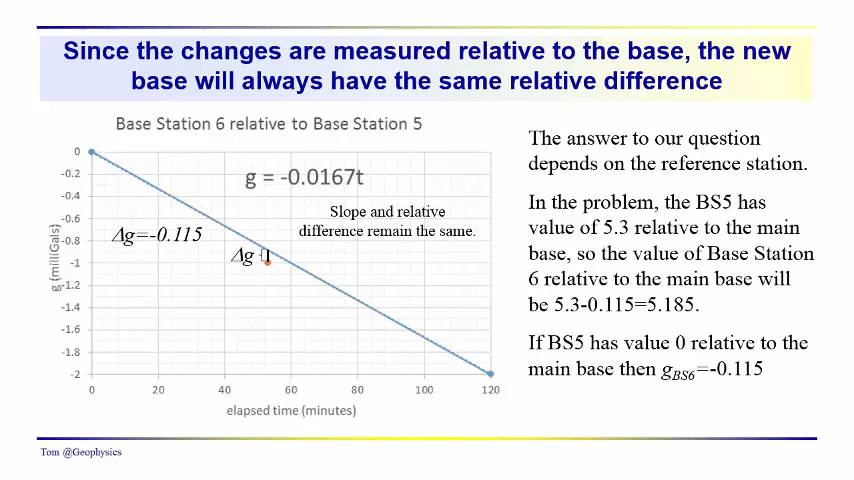 Since the changes are measured relative to the base, the new
base will always have the same relative difference
Base Station 6 relative to Base Station 5
0
-0.2
-0.4
-0.6
-0.8
-1
-1.2
-1.4
-1.6
-1.8
-2
g (milliGals)
g = -0.0167t
Slope and relative
difference remain the same.
Δg=-0.115
Δg
0
20
40
60
80
100
120
elapsed time (minutes)
The answer to our question
depends on the reference station.
In the problem, the BS5 has
value of 5.3 relative to the main
base, so the value of Base Station
6 relative to the main base will
be 5.3-0.115=5.185.
If BS5 has value 0 relative to the
main base then gBS6=-0.115
Tom @Geophysics